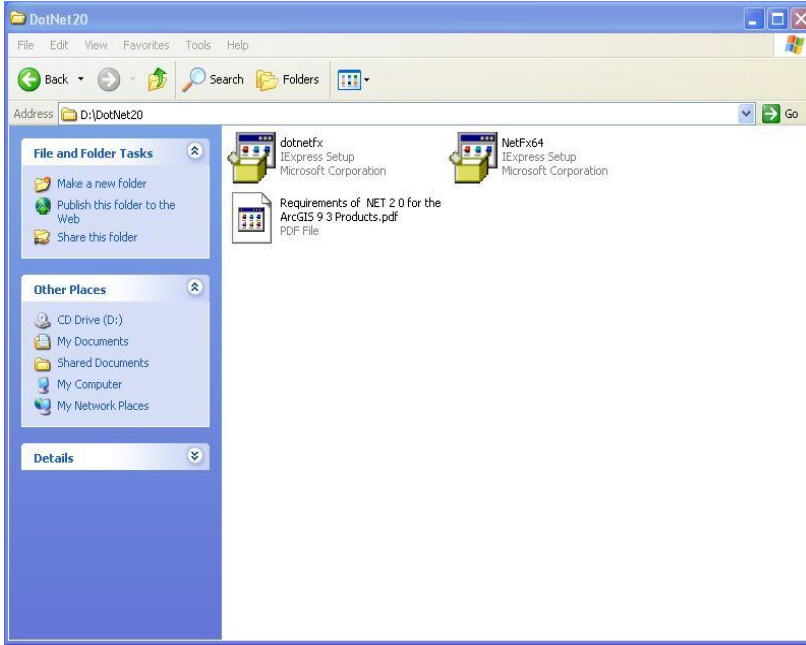 DotNet20
File Edit View Favorites Tools Help
Back Search Folders
Address D:\DotNet20 Go
File and Folder Tasks
Make a new folder
Publish this folder to the
Web
Share this folder
Other Places
CD Drive (D:)
My Documents
Shared Documents
My Computer
My Network Places
Details
dotnetfx
IExpress Setup
Microsoft Corporation
NetFx64
IExpress Setup
Microsoft Corporation
Requirements of NET 2 0 for the
ArcGIS 9 3 Products.pdf
PDF File